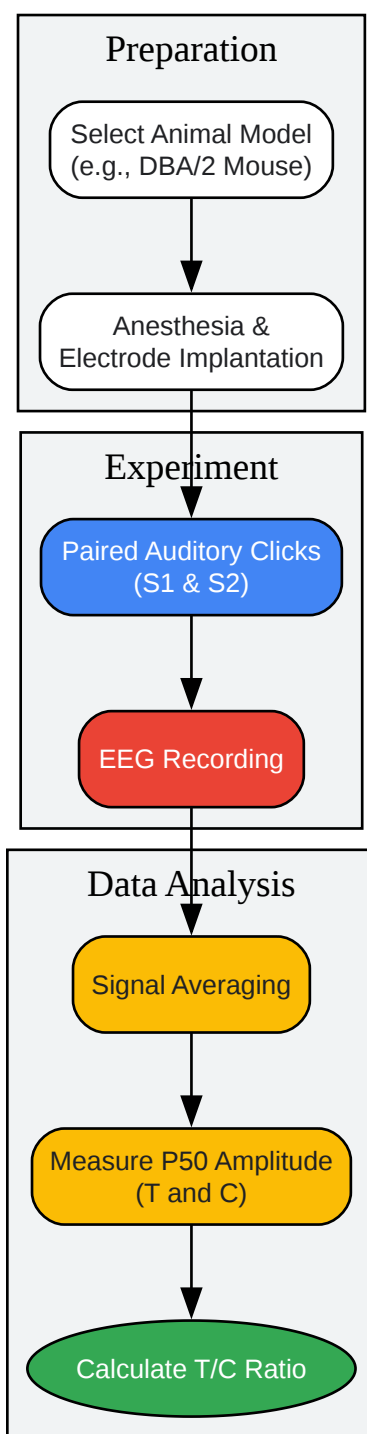 Preparation
Select Animal Model
(e.g., DBA/2 Mouse)
Anesthesia &
Electrode Implantation
Experiment
Paired Auditory Clicks
(S1 & S2)
EEG Recording
Data Analysis
Signal Averaging
Measure P50 Amplitude
(T and C)
Calculate T/C Ratio